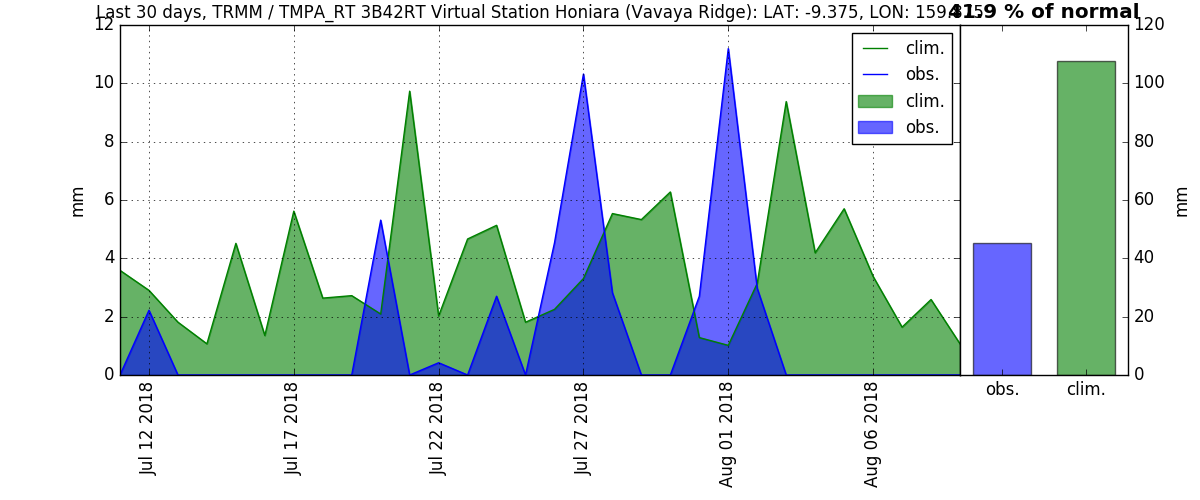 Last 30 days, TRMM / TMPA_RT 3B42RT Virtual Station Honiara (Vavaya Ridge): LAT: -9.375, LON:
41.9 % of normal
12
10
8
6
4
2
0
mm
clim.
obs.
clim.
obs.
120
100
80
60
40
20
0
mm
Jul 12 2018
Jul 17 2018
Jul 22 2018
Jul 27 2018
Aug 01 2018
Aug 06 2018
obs.
clim.